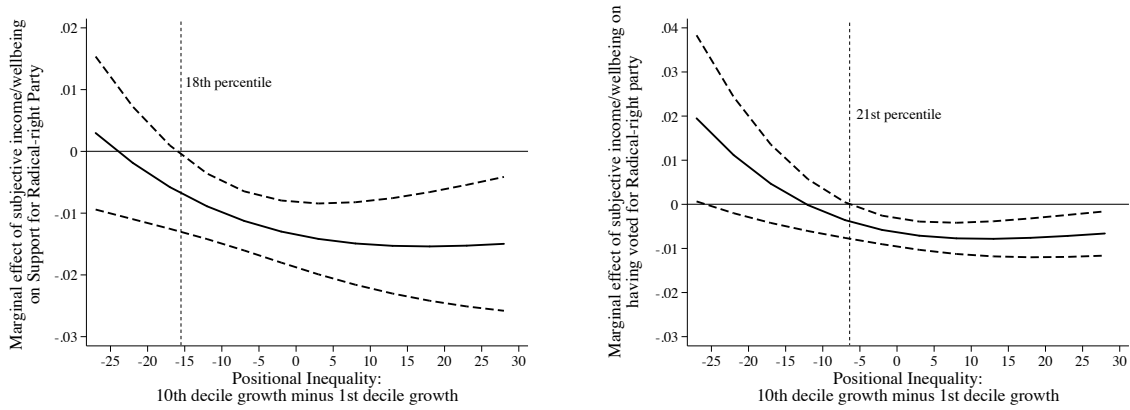 Marginal effect of subjective income/wellbeing
on Support for Radical-right Party
.02
.01
0
-.01
-.02
-.03
18th percentile
-25 -20 -15 -10 -5 0 5 10 15 20 25 30
Positional Inequality:
10th decile growth minus 1st decile growth
Marginal effect of subjective income/wellbeing on
having voted for Radical-right party
.04
.03
.02
.01
0
-.01
-.02
-.03
21st percentile
-25 -20 -15 -10 -5 0 5 10 15 20 25 30
Positional Inequality:
10th decile growth minus 1st decile growth